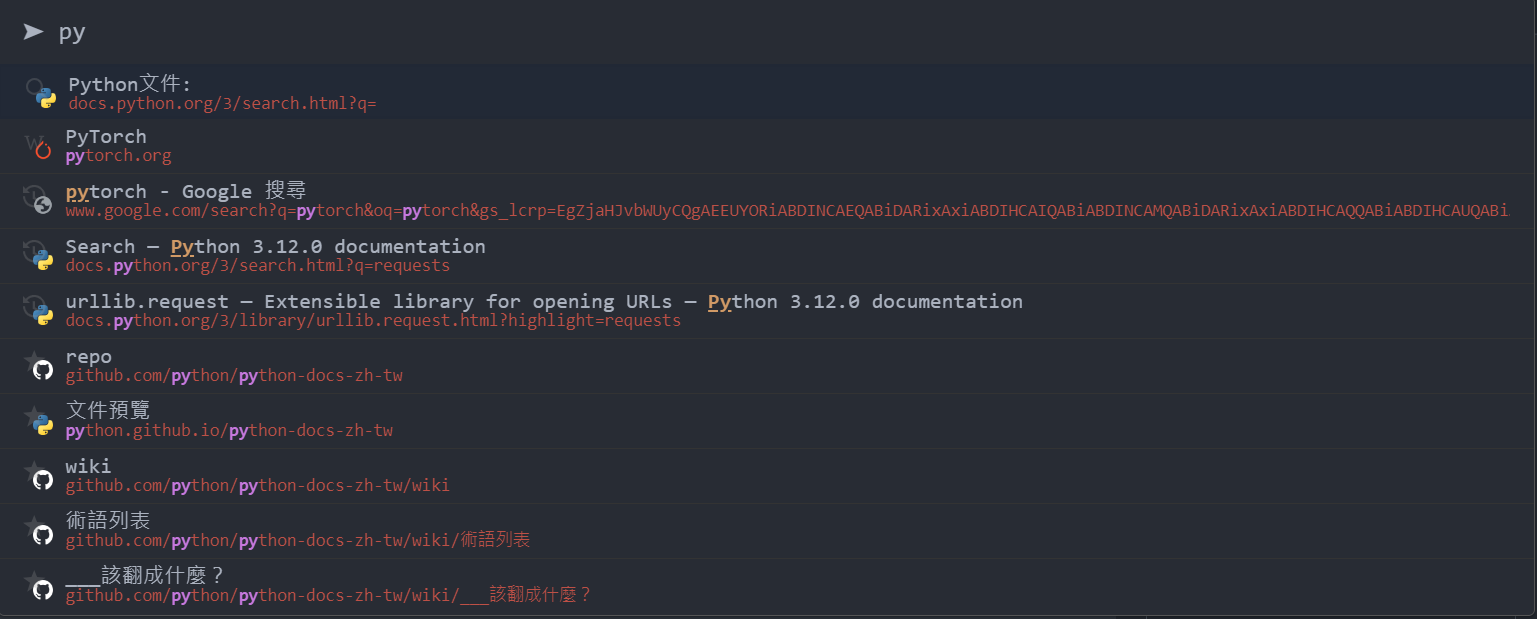 py
Python文件:
docs.python.org/3/search.html?q=
W
PyTorch
pytorch.org
pytorch - Google 搜尋
www.google.com/search?q=pytorch&oq=pytorch&gs_lcrp=EgZjaHJvbWUyCQgAEEUYORiABDINCAEQABiDARixAxiABDIHCAIQABiABDINCAMQABiDARixAxiABDIHCAQQABiABDIHCAUQABi
Search — Python 3.12.0 documentation
docs.python.org/3/search.html?q=requests
urllib.request — Extensible library for opening URLs — Python 3.12.0 documentation
docs.python.org/3/library/urllib.request.html?highlight=requests
repo
github.com/python/python-docs-zh-tw
文件預覽
python.github.io/python-docs-zh-tw
wiki
github.com/python/python-docs-zh-tw/wiki
術語列表
github.com/python/python-docs-zh-tw/wiki/術語列表
___該翻成什麼？
github.com/python/python-docs-zh-tw/wiki/___該翻成什麼？